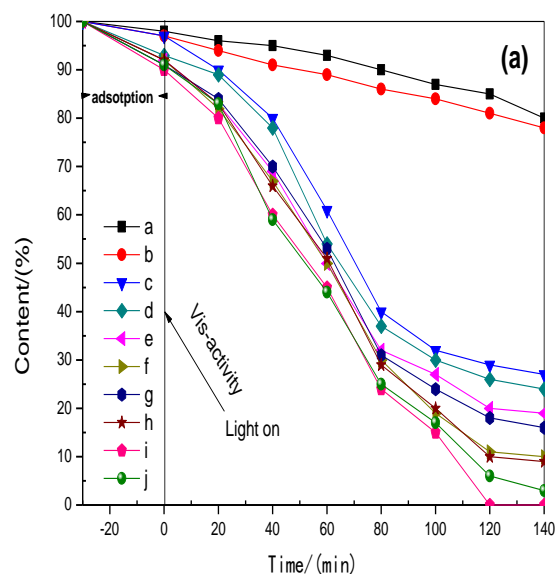 100
90
80
70
60
50
40
30
20
10
0
Content/(%)
(a)
adsotption
a
b
c
d
e
f
g
h
i
j
Vis-activity
Light on
-20 0 20 40 60 80 100 120 140
Time/(min)